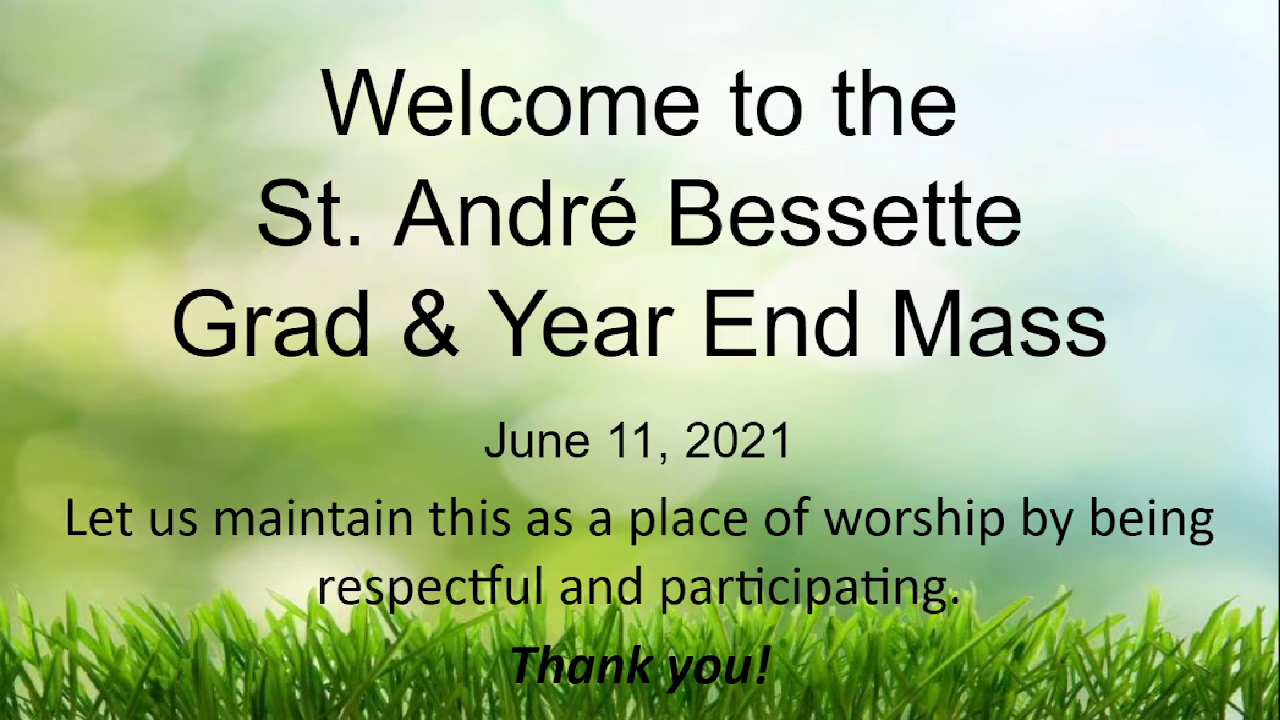 Welcome to the
St. André Bessette
Grad & Year End Mass
June 11, 2021
Let us maintain this as a place of worship by being
respectful and participating.
Thank you!